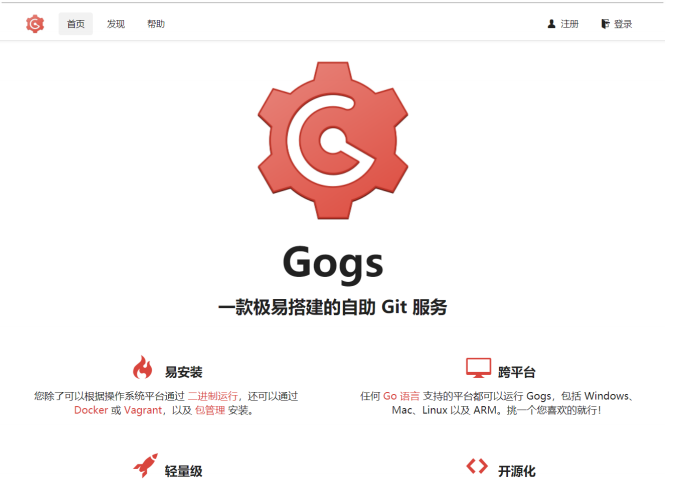 首页 发现 帮助 注册 登录
Gogs
一款极易搭建的自助 Git 服务
易安装
您除了可以根据操作系统平台通过 二进制运行，还可以通过
Docker 或 Vagrant，以及 包管理 安装。
跨平台
任何 Go 语言 支持的平台都可以运行 Gogs，包括 Windows、
Mac、Linux 以及 ARM。挑一个您喜欢的就行！
轻量级
开源化